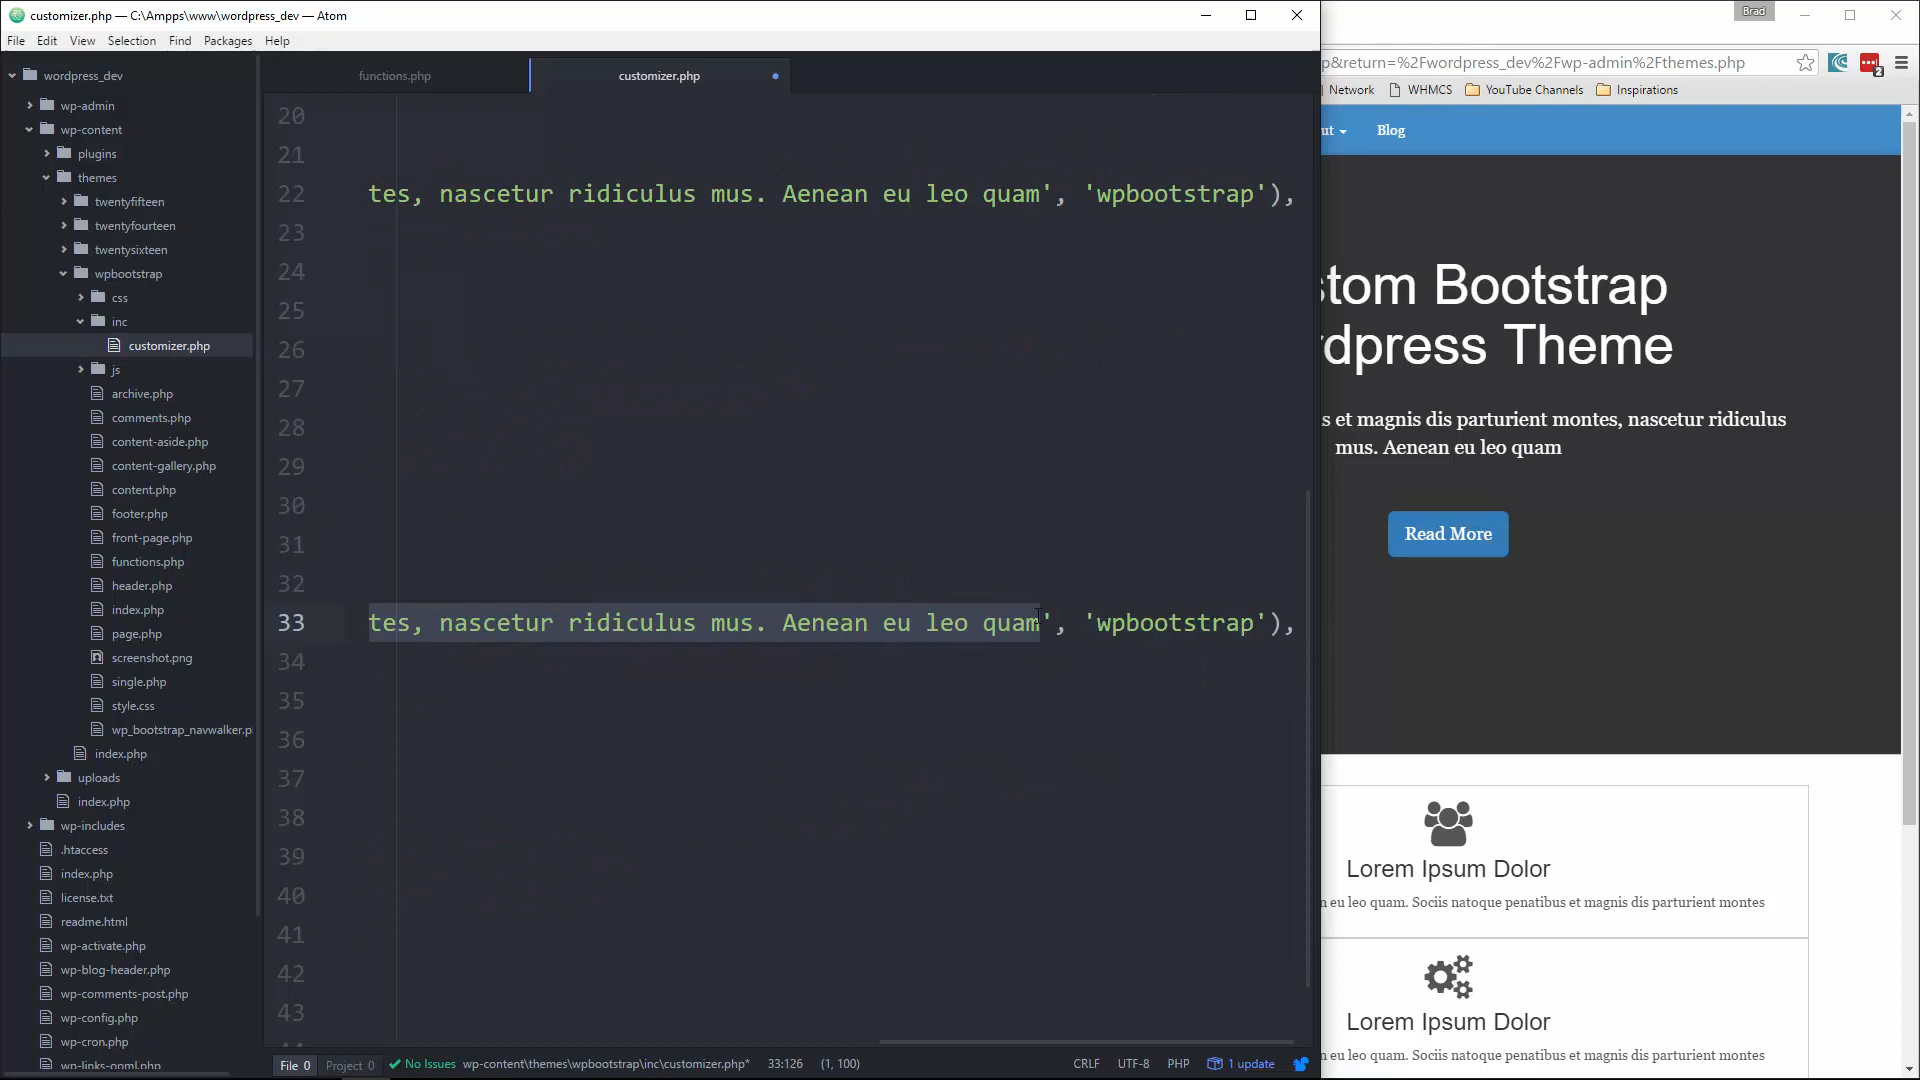 customizer.php — C:\Ampps\www\wordpress_dev — Atom
File Edit View Selection Find Packages Help
wordpress_dev
wp-admin
wp-content
plugins
themes
twentyfifteen
twentyfourteen
twentysixteen
wpbootstrap
css
inc
customizer.php
js
archive.php
comments.php
content-aside.php
content-gallery.php
content.php
footer.php
front-page.php
functions.php
header.php
index.php
page.php
screenshot.png
single.php
style.css
wp_bootstrap_navwalker.p
index.php
uploads
index.php
wp-includes
.htaccess
index.php
license.txt
readme.html
wp-activate.php
wp-blog-header.php
wp-comments-post.php
wp-config.php
wp-cron.php
wp-links-opml.php
functions.php
customizer.php
20
21
22 tes, nascetur ridiculus mus. Aenean eu leo quam', 'wpbootstrap'),
23
24
25
26
27
28
29
30
31
32
33 tes, nascetur ridiculus mus. Aenean eu leo quam', 'wpbootstrap'),
34
35
36
37
38
39
40
41
42
43
File 0 Project 0 No Issues wp-content\themes\wpbootstrap\inc\customizer.php* 33:126 (1, 100) CRLF UTF-8 PHP 1 update
Brad
p&return=%2Fwordpress_dev%2Fwp-admin%2Fthemes.php
2
Network WHMCS YouTube Channels Inspirations
ut Blog
stom Bootstrap
rdpress Theme
s et magnis dis parturient montes, nascetur ridiculus
mus. Aenean eu leo quam
Read More
Lorem Ipsum Dolor
n eu leo quam. Sociis natoque penatibus et magnis dis parturient montes
Lorem Ipsum Dolor
n eu leo quam. Sociis natoque penatibus et magnis dis parturient montes